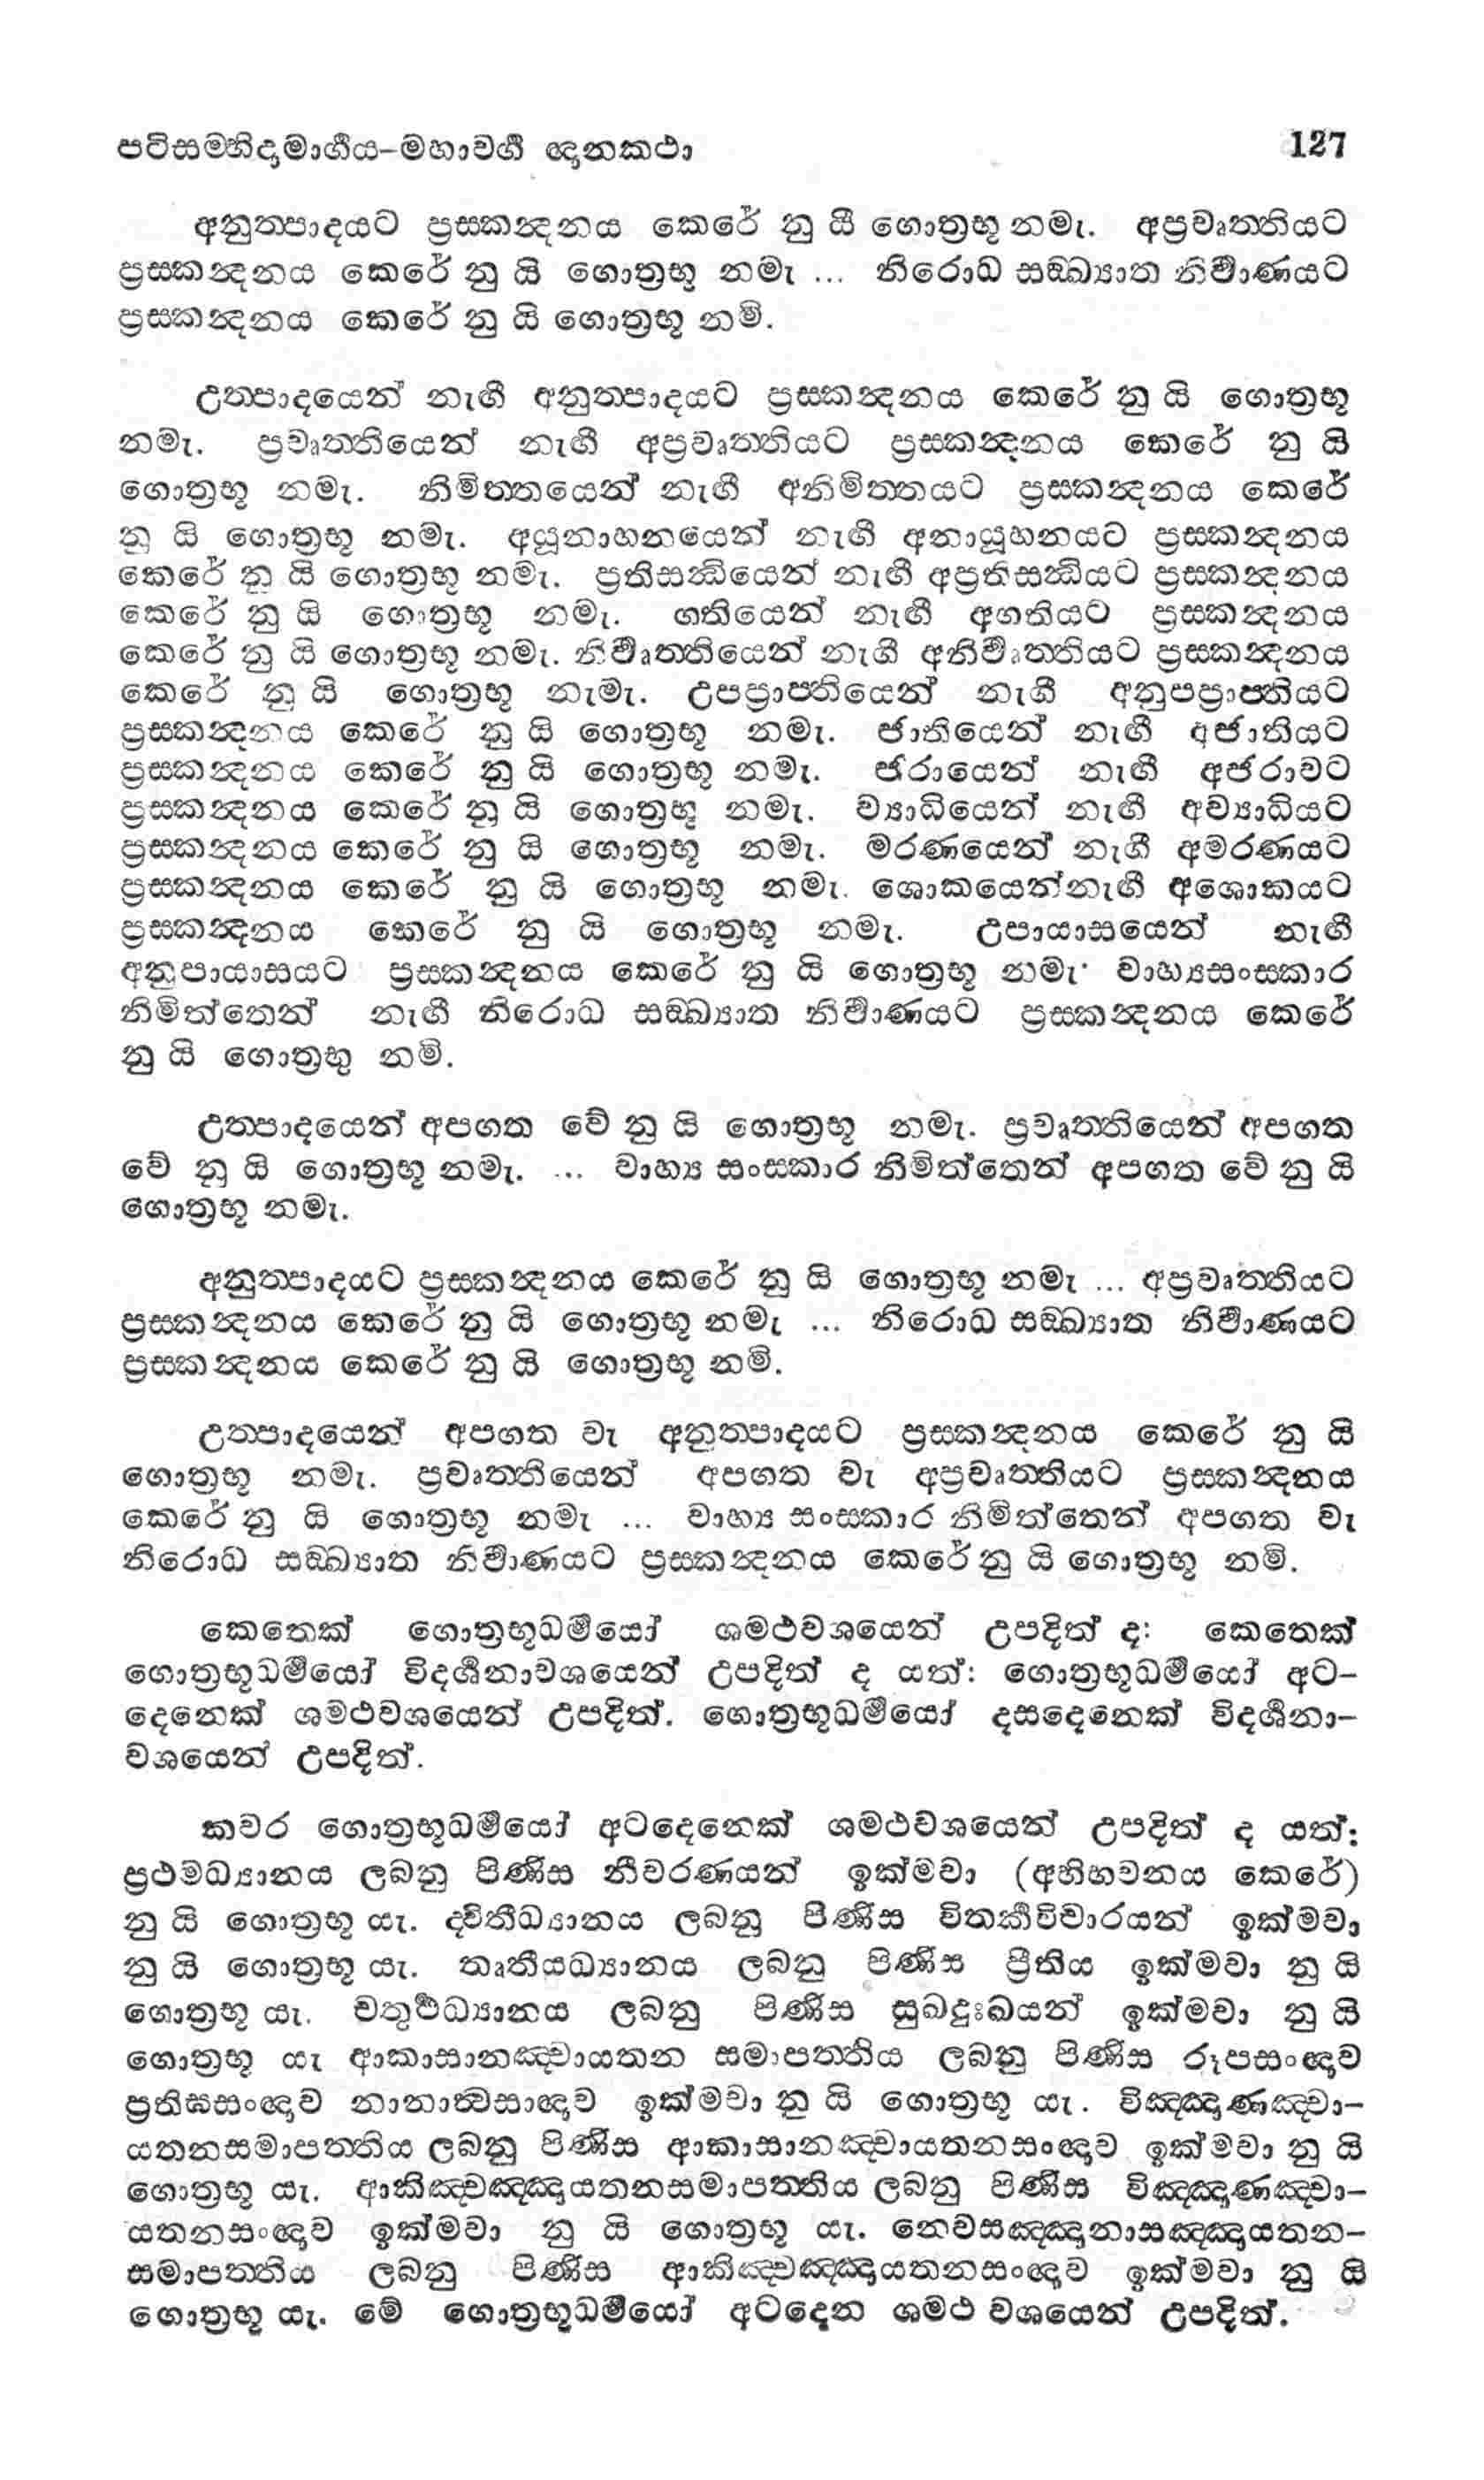 පටිසම්භිදාමාර්ගය-මහාවර්ග ඥානකථා 127
අනුත්පාදයට ප්‍රස්කන්දනය කෙරේ නු යි ගොත්‍රභූ නමැ. අප්‍රවෘත්තියට
ප්‍රස්කන්දනය කෙරේ නු යි ගොත්‍රභූ නමැ ... නිරොධ සඞ්ඛ්‍යාත නිර්වාණයට
ප්‍රස්කන්දනය කෙරේ නු යි ගොත්‍රභූ නමි.
උත්පාදයෙන් නැඟී අනුත්පාදයට ප්‍රස්කන්දනය කෙරේ නු යි ගොත්‍රභූ
නමැ. ප්‍රවෘත්තියෙන් නැඟී අප්‍රවෘත්තියට ප්‍රස්කන්දනය කෙරේ නු යි
ගොත්‍රභූ නමැ. නිමිත්තයෙන් නැඟී අනිමිත්තයට ප්‍රස්කන්දනය කෙරේ
නු යි ගොත්‍රභූ නමැ. අයූනාහනයෙන් නැඟී අනායූහනයට ප්‍රස්කන්දනය
කෙරේ නු යි ගොත්‍රභූ නමැ. ප්‍රතිසන්ධියෙන් නැඟී අප්‍රතිසන්ධියට ප්‍රස්කන්දනය
කෙරේ නු යි ගොත්‍රභූ නමැ. ගතියෙන් නැඟී අගතියට ප්‍රස්කන්දනය
කෙරේ නු යි ගොත්‍රභූ නමැ. නිර්වෘත්තියෙන් නැගී අනිර්වෘත්තියට ප්‍රස්කන්දනය
කෙරේ නු යි ගොත්‍රභූ නැමැ. උපප්‍රාප්තියෙන් නැගී අනුපප්‍රාප්තියට
ප්‍රස්කන්දනය කෙරේ නු යි ගොත්‍රභූ නමැ. ජාතියෙන් නැඟී අජාතියට
ප්‍රස්කන්දනය කෙරේ නු යි ගොත්‍රභූ නමැ. ජරායෙන් නැඟී අජරාවට
ප්‍රස්කන්දනය කෙරේ නු යි ගොත්‍රභූ නමැ. ව්‍යාධියෙන් නැඟී අව්‍යාධියට
ප්‍රස්කන්දනය කෙරේ නු යි ගොත්‍රභූ නමැ. මරණයෙන් නැගී අමරණයට
ප්‍රස්කන්දනය කෙරේ නු යි ගොත්‍රභූ නමැ. ශොකයෙන්නැඟී අශොකයට
ප්‍රස්කන්දනය කෙරේ නු යි ගොත්‍රභූ නමැ. උපායාසයෙන් නැඟී
අනුපායාසයට ප්‍රස්කන්දනය කෙරේ නු යි ගොත්‍රභූ නමැ. වාහ්‍යසංස්කාර
නිමිත්තෙන් නැඟී නිරොධ සඞ්ඛ්‍යාත නිර්වාණයට ප්‍රස්කන්දනය කෙරේ
නු යි ගොත්‍රභු නමි.
උත්පාදයෙන් අපගත වේ නු යි ගොත්‍රභූ නමැ. ප්‍රවෘත්තියෙන් අපගත
වේ නු යි ගොත්‍රභූ නමැ. ... වාහ්‍ය සංස්කාර නිමිත්තෙන් අපගත වේ නු යි
ගොත්‍රභූ නමැ.
අනුත්පාදයට ප්‍රස්කන්දනය කෙරේ නු යි ගොත්‍රභූ නමැ ... අප්‍රවෘත්තියට
ප්‍රස්කන්දනය කෙරේ නු යි ගොත්‍රභූ නමැ ... නිරොධ සඞ්ඛ්‍යාත නිර්වාණයට
ප්‍රස්කන්දනය කෙරේ නු යි ගොත්‍රභූ නමි.
උත්පාදයෙන් අපගත වැ අනුත්පාදයට ප්‍රස්කන්දනය කෙරේ නු යි
ගොත්‍රභූ නමැ. ප්‍රවෘත්තියෙන් අපගත වැ අප්‍රවෘත්තියට ප්‍රස්කන්දනය
කෙරේ නු යි ගොත්‍රභූ නමැ ... වාහ්‍ය සංස්කාර නිමිත්තෙන් අපගත වැ
නිරොධ සඞ්ඛ්‍යාත නිර්වාණයට ප්‍රස්කන්දනය කෙරේ නු යි ගොත්‍රභූ නමි.
කෙතෙක් ගොත්‍රභූධර්මයෝ ශමථවශයෙන් උපදිත් ද: කෙතෙක්
ගොත්‍රභූධර්මයෝ විදර්ශනාවශයෙන් උපදිත් ද යත්: ගොත්‍රභූධර්මයෝ අට-
දෙනෙක් ශමථවශයෙන් උපදිත්. ගොත්‍රභූධර්මයෝ දසදෙනෙක් විදර්ශනා-
වශයෙන් උපදිත්.
කවර ගොත්‍රභූධර්මයෝ අටදෙනෙක් ශමථවශයෙන් උපදිත් ද යත්:
ප්‍රථමධ්‍යානය ලබනු පිණිස නීවරණයන් ඉක්මවා (අභිභවනය කෙරේ)
නු යි ගොත්‍රභූ යැ. ද්විතීධ්‍යානය ලබනු පිණිස විතර්කවිචාරයන් ඉක්මවා
නු යි ගොත්‍රභූ යැ. තෘතීයධ්‍යානය ලබනු පිණිස ප්‍රීතිය ඉක්මවා නු යි
ගොත්‍රභූ යැ. චතුර්ථධ්‍යානය ලබනු පිණිස සුඛදුඃඛයන් ඉක්මවා නු යි
ගොත්‍රභූ යැ ආකාසානඤ්චායතන සමාපත්තිය ලබනු පිණිස රූපසංඥාව
ප්‍රතිඝසංඥාව නානාත්වසාඥාව ඉක්මවා නු යි ගොත්‍රභූ යැ. විඤ්ඤාණඤ්චා-
යතනසමාපත්තිය ලබනු පිණිස ආකාසානඤ්චායතනසංඥාව ඉක්මවා නු යි
ගොත්‍රභූ යැ. ආකිඤ්චඤ්ඤායතනසමාපත්තිය ලබනු පිණිස විඤ්ඤාණඤ්චා-
යතනසංඥාව ඉක්මවා නු යි ගොත්‍රභූ යැ. නෙවසඤ්ඤානාසඤ්ඤායතන-
සමාපත්තිය ලබනු පිණිස ආකිඤ්චඤ්ඤායතනසංඥාව ඉක්මවා නු යි
ගොත්‍රභූ යැ. මේ ගොත්‍රභූධර්මයෝ අටදෙන ශමථ වශයෙන් උපදිත්.